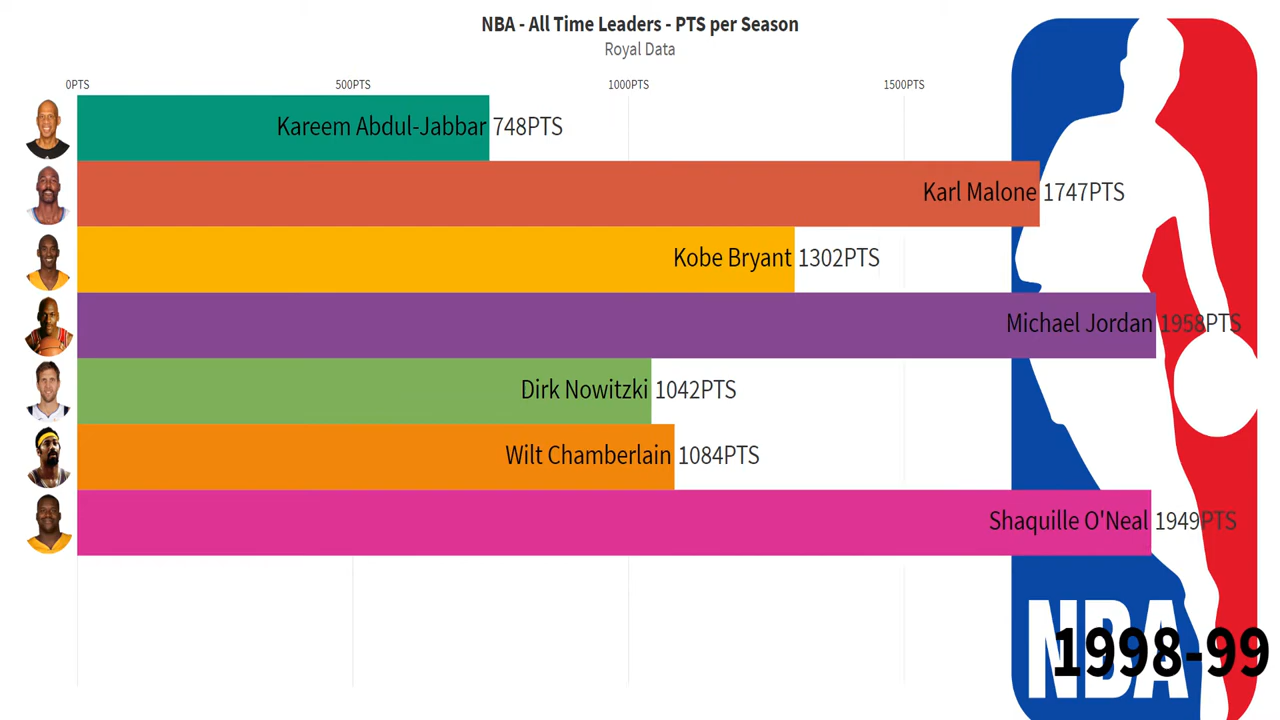 NBA - All Time Leaders - PTS per Season
Royal Data
0PTS 500PTS 1000PTS 1500PTS
Kareem Abdul-Jabbar 748PTS
Karl Malone 1747PTS
Kobe Bryant 1302PTS
Michael Jordan 1958PTS
Dirk Nowitzki 1042PTS
Wilt Chamberlain 1084PTS
Shaquille O'Neal 1949PTS
NBA
1998-99